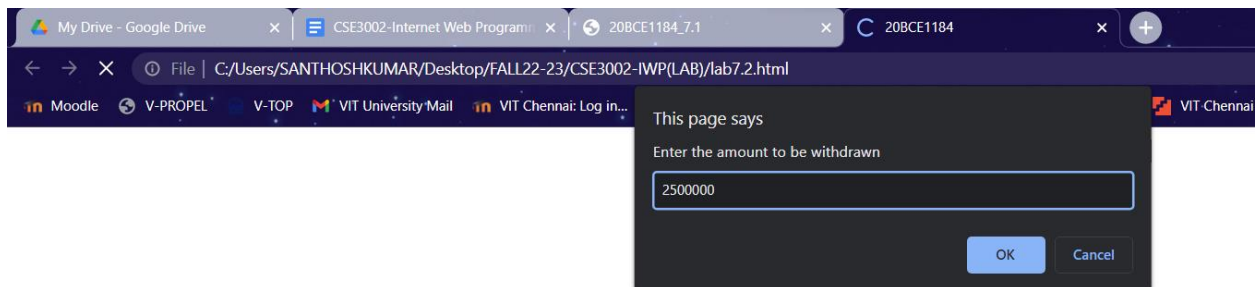 My Drive - Google Drive
CSE3002-Internet Web Program
20BCE1184_7.1
20BCE1184
File | C:/Users/SANTHOSHKUMAR/Desktop/FALL22-23/CSE3002-IWP(LAB)/lab7.2.html
Moodle V-PROPEL V-TOP VIT University Mail VIT Chennai: Log in... VIT Chennai
This page says
Enter the amount to be withdrawn
2500000
OK Cancel